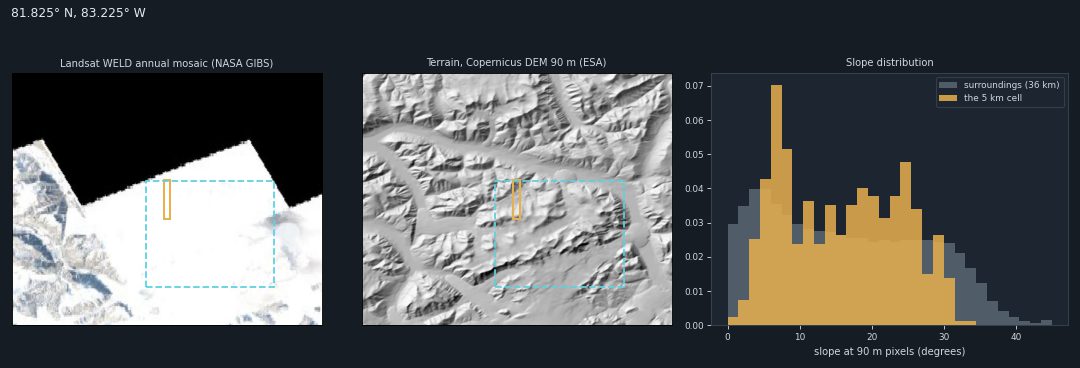 81.825° N, 83.225° W
Landsat WELD annual mosaic (NASA GIBS)
Terrain, Copernicus DEM 90 m (ESA)
Slope distribution
surroundings (36 km)
the 5 km cell
0.07
0.06
0.05
0.04
0.03
0.02
0.01
0.00
0 10 20 30 40
slope at 90 m pixels (degrees)